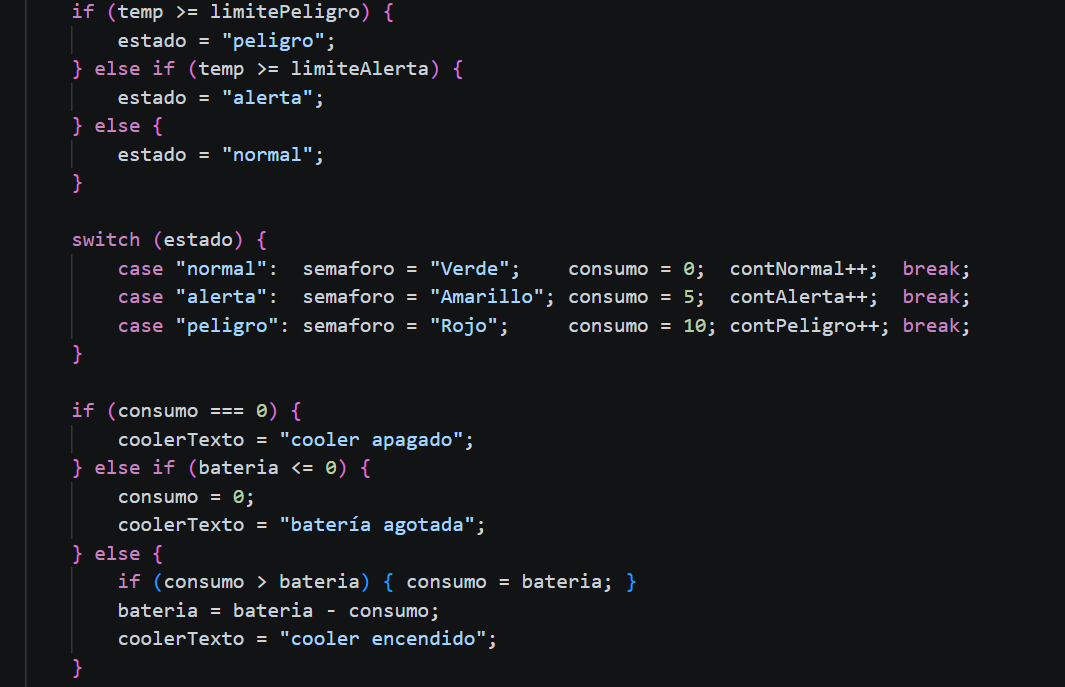 if (temp >= limitePeligro) {
    estado = "peligro";
} else if (temp >= limiteAlerta) {
    estado = "alerta";
} else {
    estado = "normal";
}

switch (estado) {
    case "normal":  semaforo = "Verde";    consumo = 0;  contNormal++;  break;
    case "alerta":  semaforo = "Amarillo"; consumo = 5;  contAlerta++;  break;
    case "peligro": semaforo = "Rojo";     consumo = 10; contPeligro++; break;
}

if (consumo === 0) {
    coolerTexto = "cooler apagado";
} else if (bateria <= 0) {
    consumo = 0;
    coolerTexto = "batería agotada";
} else {
    if (consumo > bateria) { consumo = bateria; }
    bateria = bateria - consumo;
    coolerTexto = "cooler encendido";
}